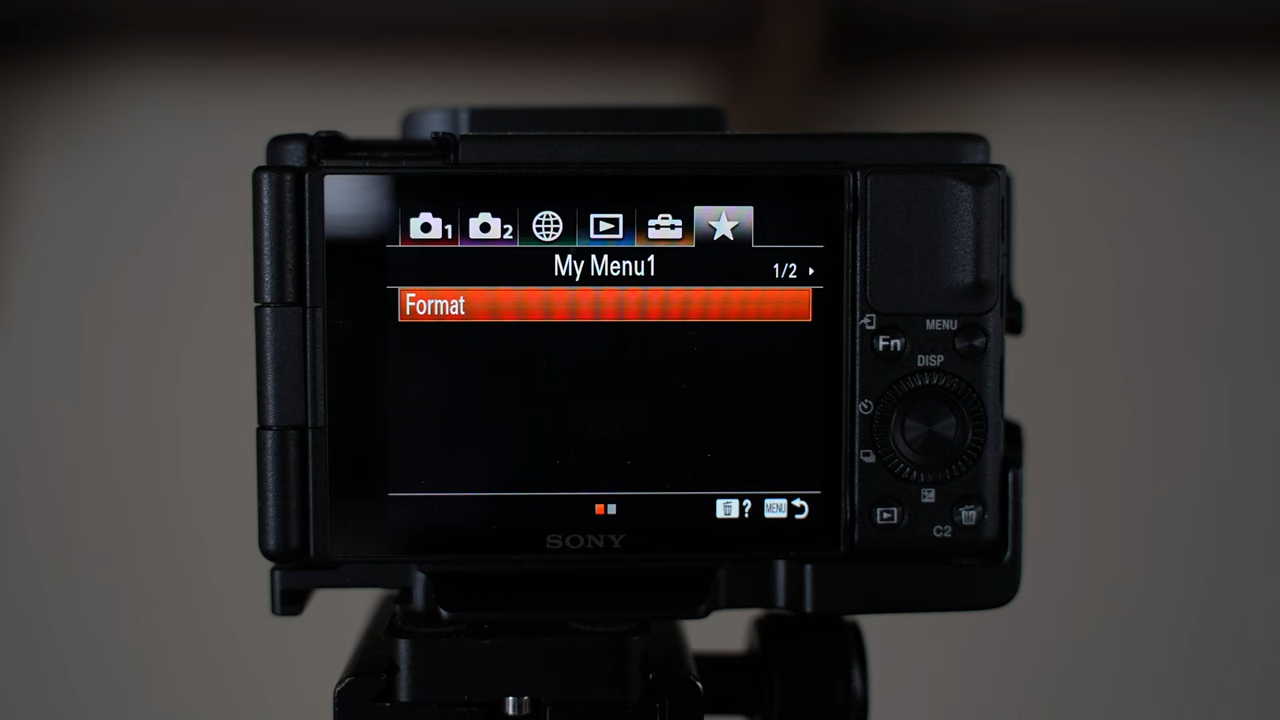 1 2
My Menu1 1/2
Format
? MENU
SONY
Fn MENU
DISP
C2